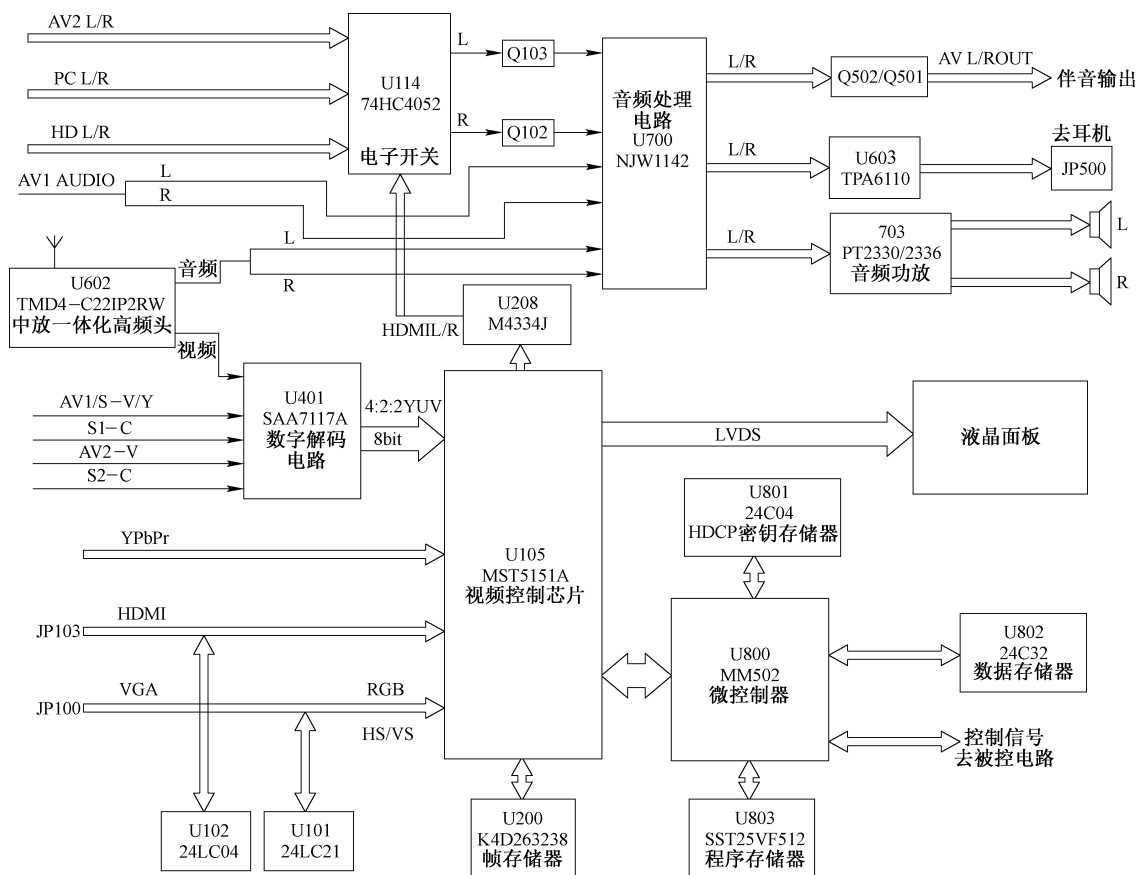 AV2 L/R
PC L/R
HD L/R
U114
74HC4052
电子开关
L
R
Q103
Q102
音频处理
电路
U700
NJW1142
L/R
Q502/Q501
AV L/ROUT
伴音输出
L/R
U603
TPA6110
去耳机
JP500
L/R
703
PT2330/2336
音频功放
L
R
AV1 AUDIO
L
R
U602
TMD4-C22IP2RW
中放一体化高频头
音频
L
R
视频
HDMIL/R
U208
M4334J
AV1/S-V/Y
S1-C
AV2-V
S2-C
U401
SAA7117A
数字解码
电路
4:2:2YUV
8bit
LVDS
液晶面板
YPbPr
JP103
HDMI
JP100
VGA
RGB
HS/VS
U105
MST5151A
视频控制芯片
U801
24C04
HDCP密钥存储器
U800
MM502
微控制器
U802
24C32
数据存储器
控制信号
去被控电路
U102
24LC04
U101
24LC21
U200
K4D263238
帧存储器
U803
SST25VF512
程序存储器